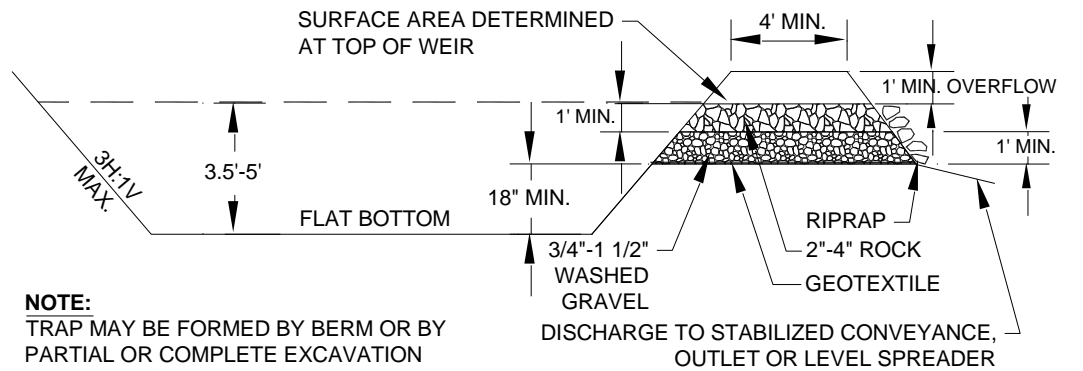 SURFACE AREA DETERMINED
AT TOP OF WEIR
4' MIN.
1' MIN. OVERFLOW
1' MIN.
1' MIN.
3H:1V
MAX.
3.5'-5'
18" MIN.
FLAT BOTTOM
3/4"-1 1/2"
WASHED
GRAVEL
RIPRAP
2"-4" ROCK
GEOTEXTILE
NOTE:
TRAP MAY BE FORMED BY BERM OR BY
PARTIAL OR COMPLETE EXCAVATION
DISCHARGE TO STABILIZED CONVEYANCE,
OUTLET OR LEVEL SPREADER